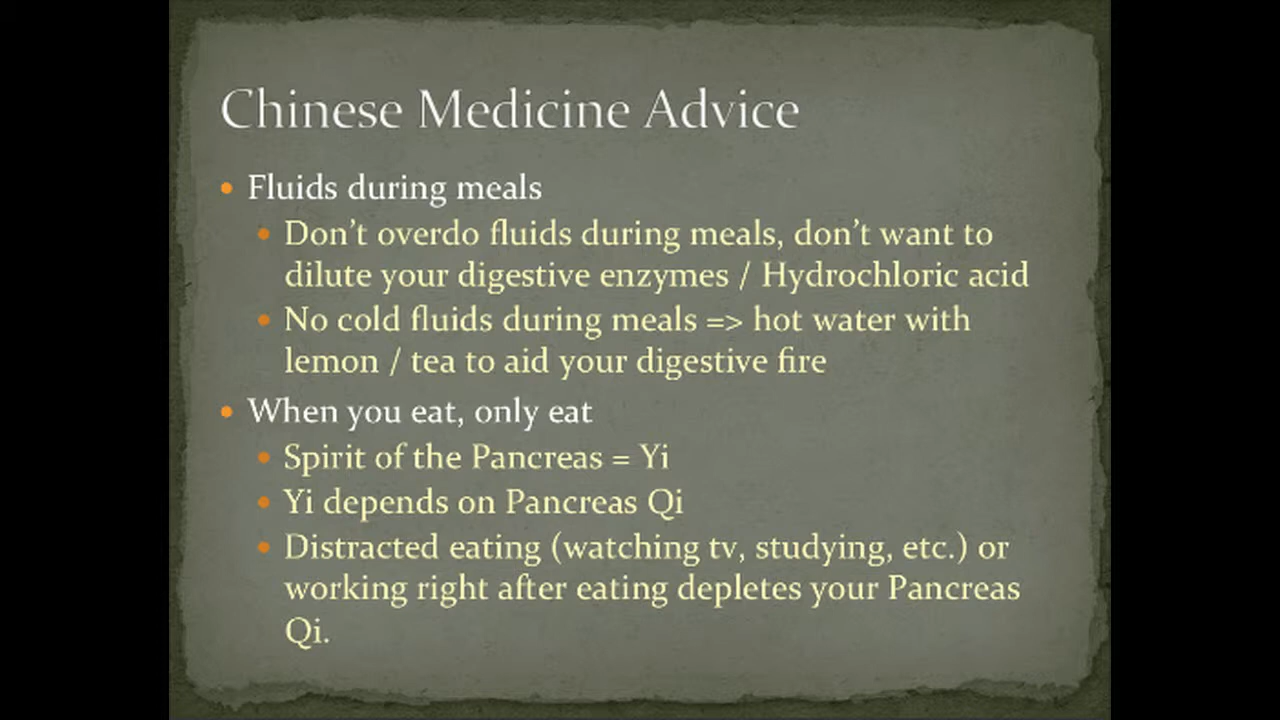 Chinese Medicine Advice
• Fluids during meals
• Don’t overdo fluids during meals, don’t want to
dilute your digestive enzymes / Hydrochloric acid
• No cold fluids during meals => hot water with
lemon / tea to aid your digestive fire
• When you eat, only eat
• Spirit of the Pancreas = Yi
• Yi depends on Pancreas Qi
• Distracted eating (watching tv, studying, etc.) or
working right after eating depletes your Pancreas
Qi.